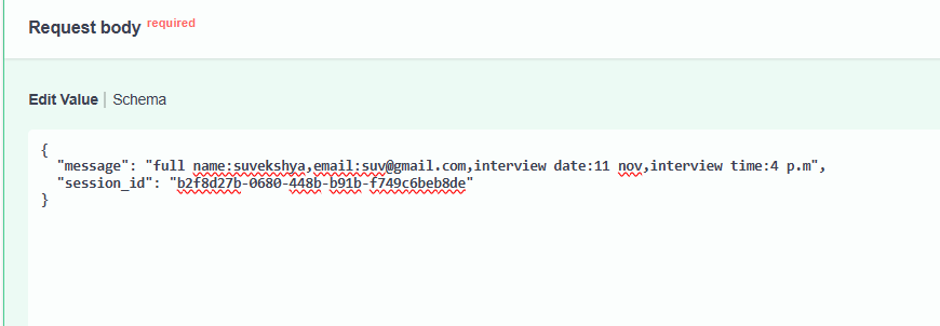 Request body required
Edit Value | Schema
{
"message": "full name:suvekshya,email:suv@gmail.com,interview date:11 nov,interview time:4 p.m",
"session_id": "b2f8d27b-0680-448b-b91b-f749c6beb8de"
}